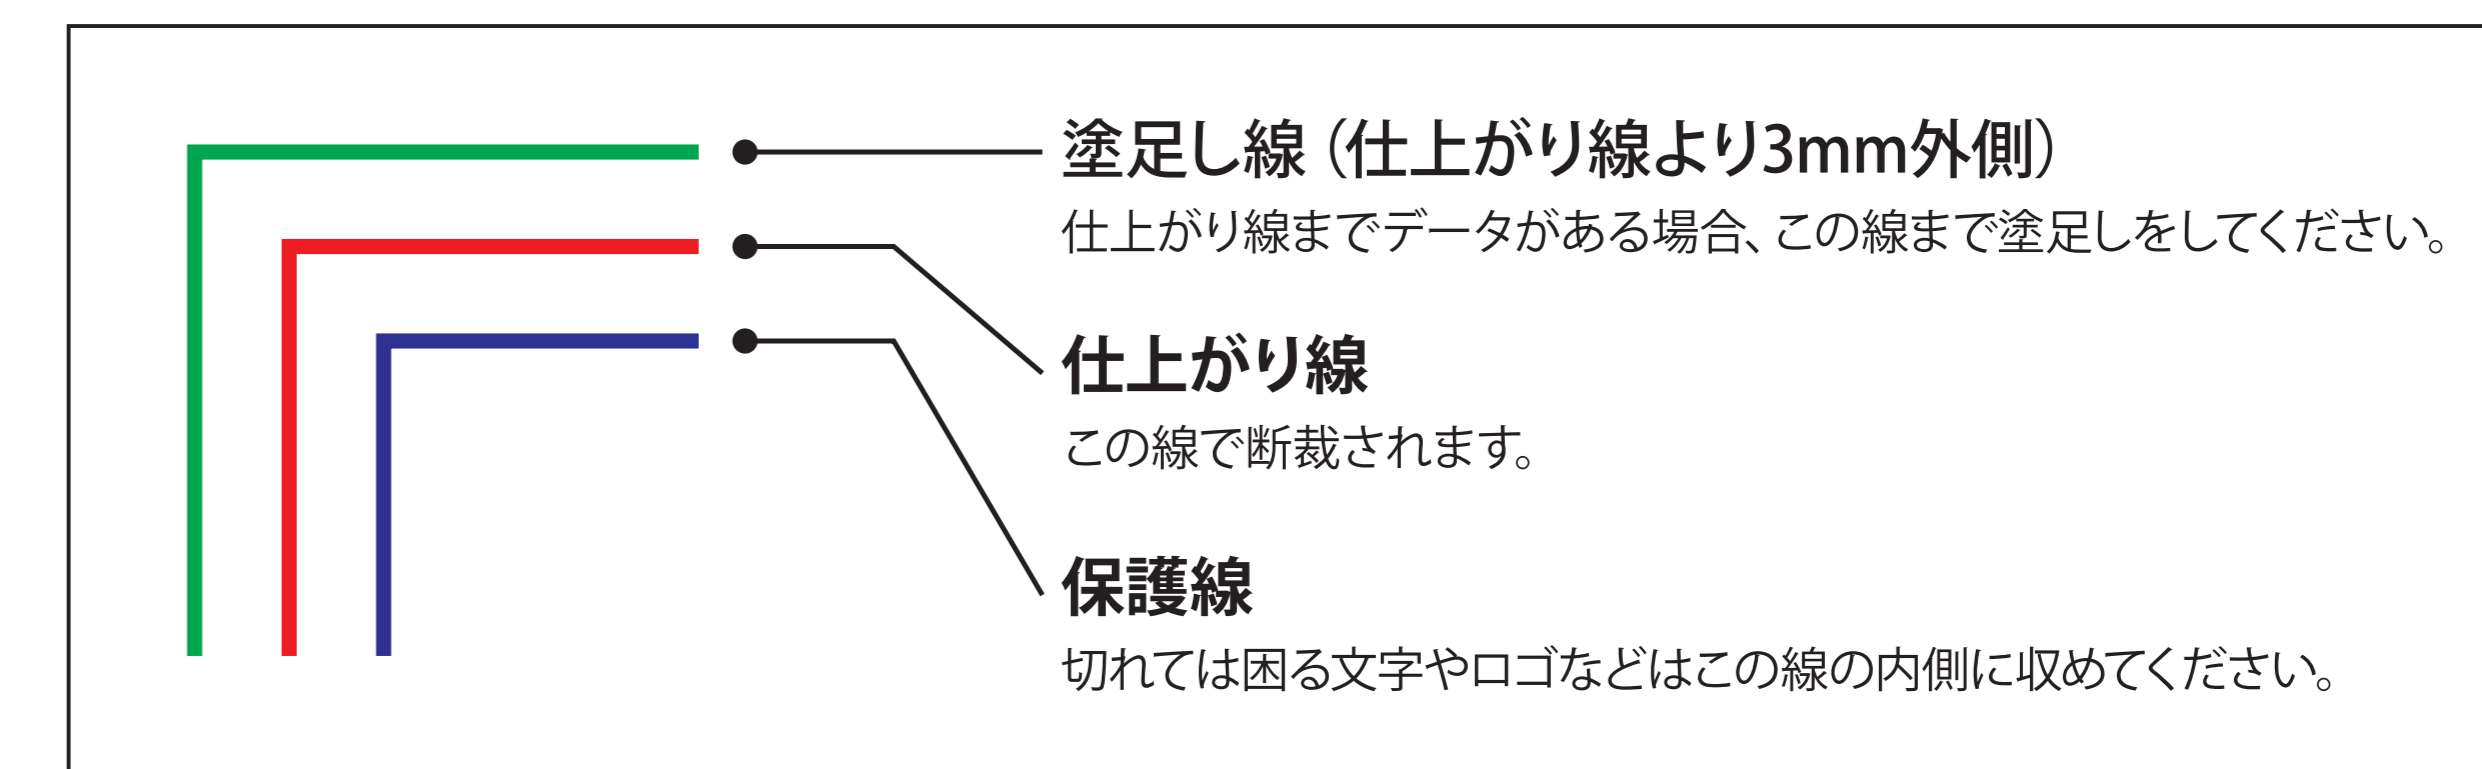 塗足し線（仕上がり線より3mm外側）
仕上がり線までデータがある場合、この線まで塗足しをしてください。
仕上がり線
この線で断裁されます。
保護線
切れては困る文字やロゴなどはこの線の内側に収めてください。